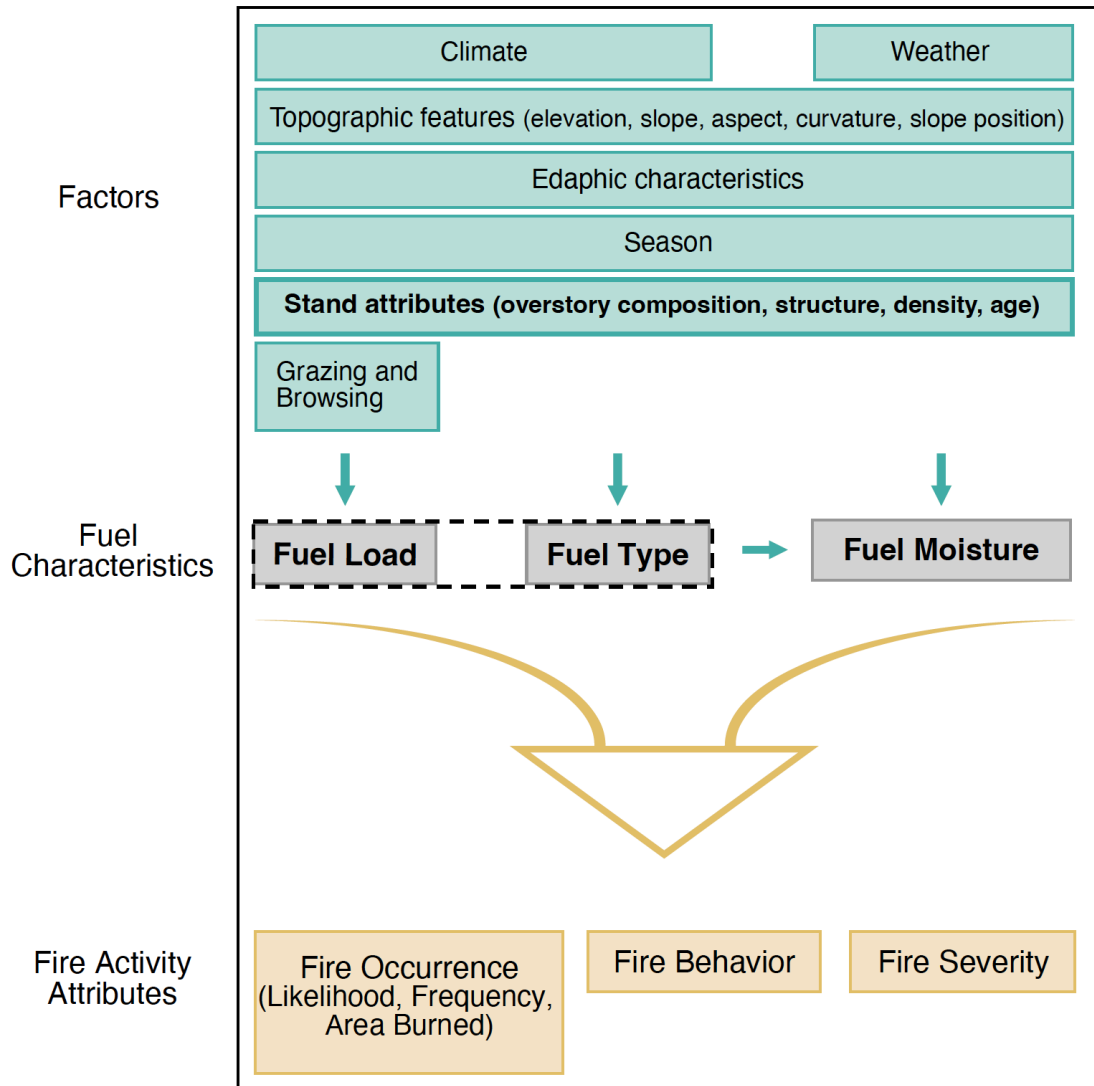 Climate
Weather
Topographic features (elevation, slope, aspect, curvature, slope position)
Edaphic characteristics
Factors
Season
Stand attributes (overstory composition, structure, density, age)
Grazing and
Browsing
Fuel
Characteristics
Fuel Load
Fuel Type
Fuel Moisture
Fire Activity
Attributes
Fire Occurrence
(Likelihood, Frequency,
Area Burned)
Fire Behavior
Fire Severity